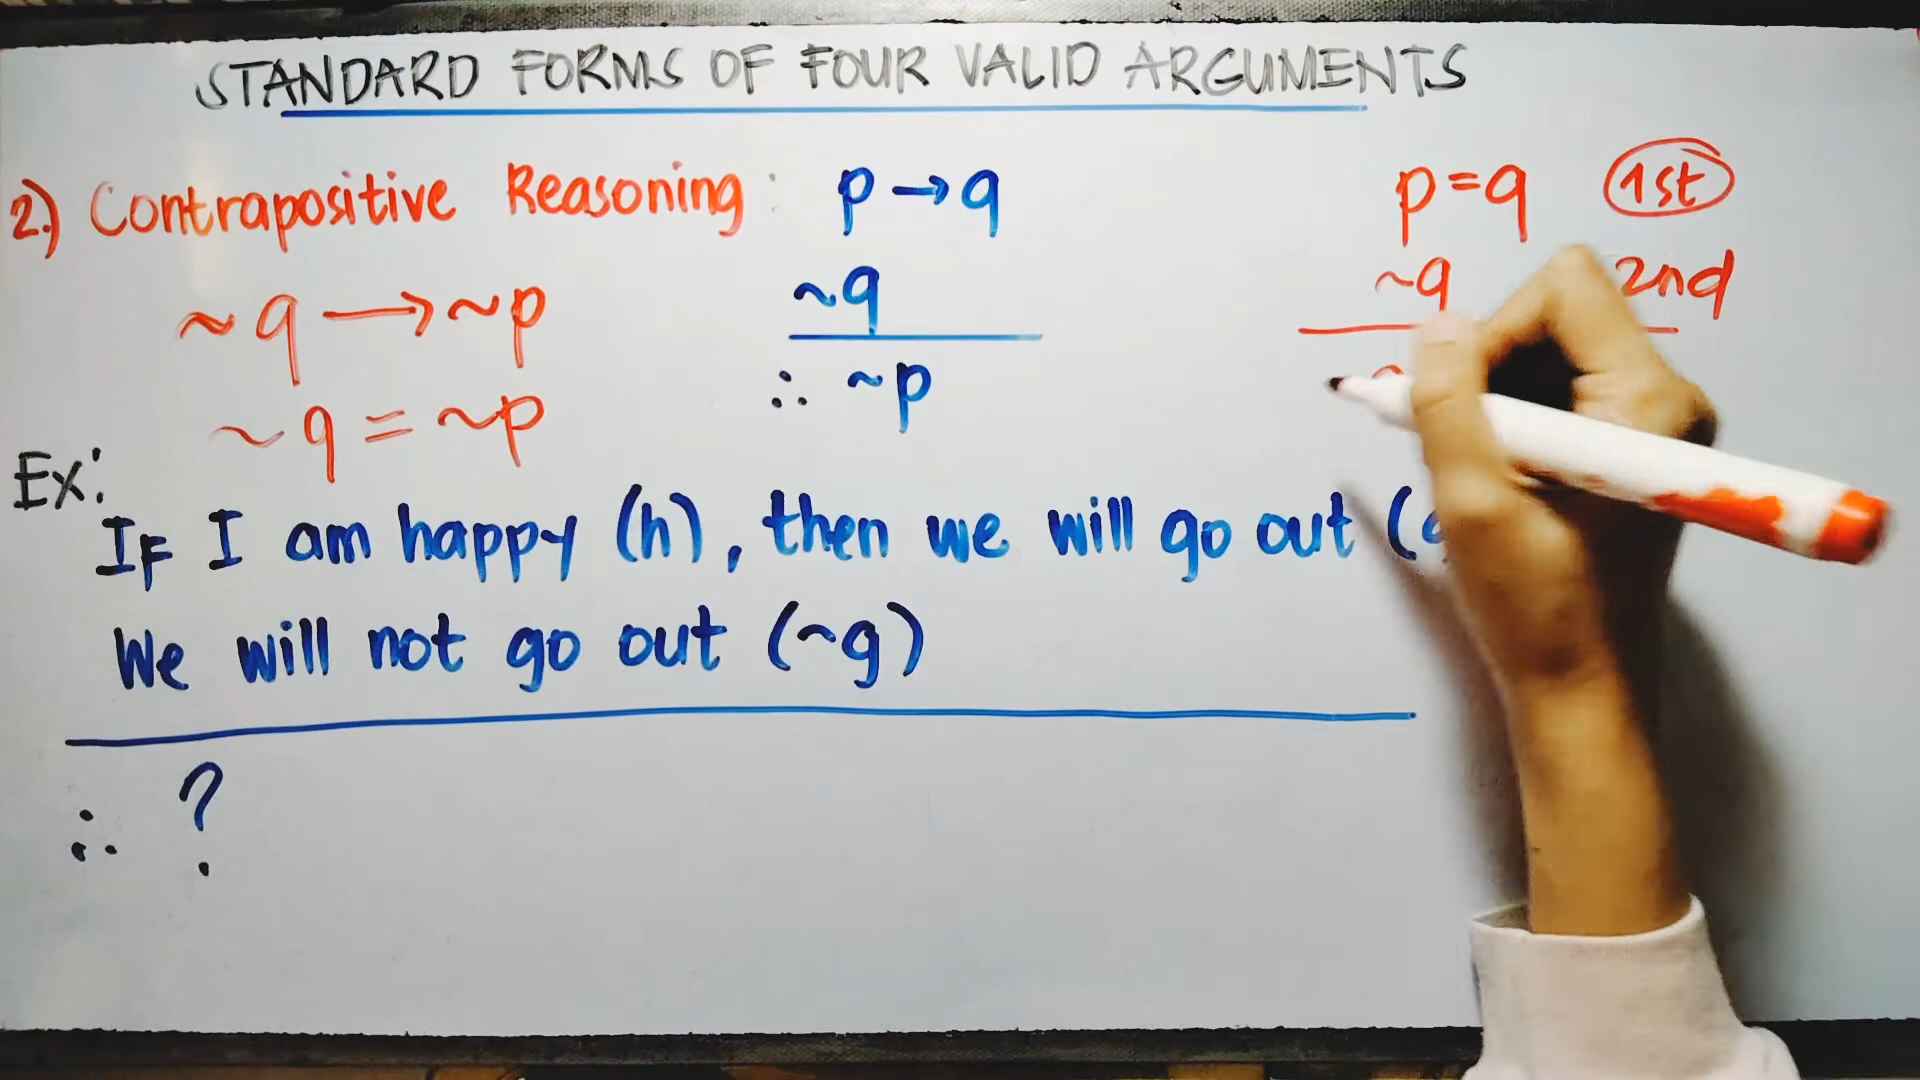 STANDARD FORMS OF FOUR VALID ARGUMENTS
2.) Contrapositive Reasoning: p → q
~q
∴ ~p
~q → ~p
~q = ~p
p = q 1st
~q 2nd
~
Ex:
If I am happy (h), then we will go out (
We will not go out (~g)
∴ ?